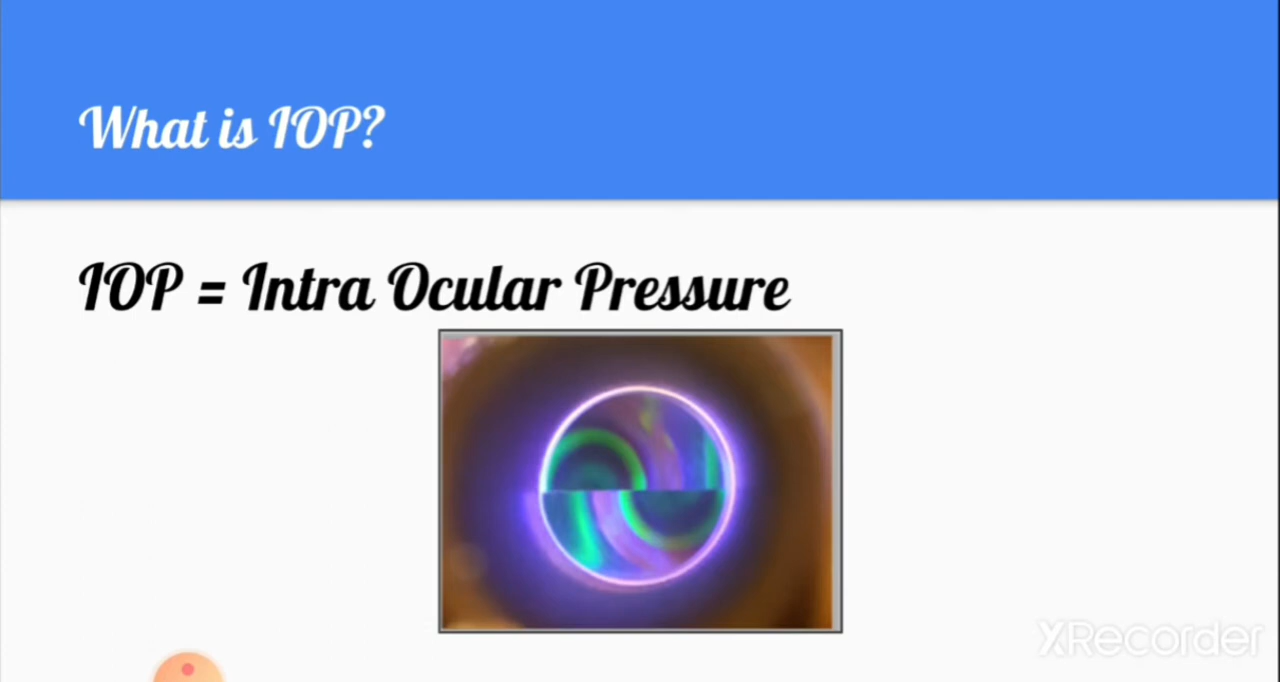 What is IOP?
IOP = Intra Ocular Pressure
XRecorder